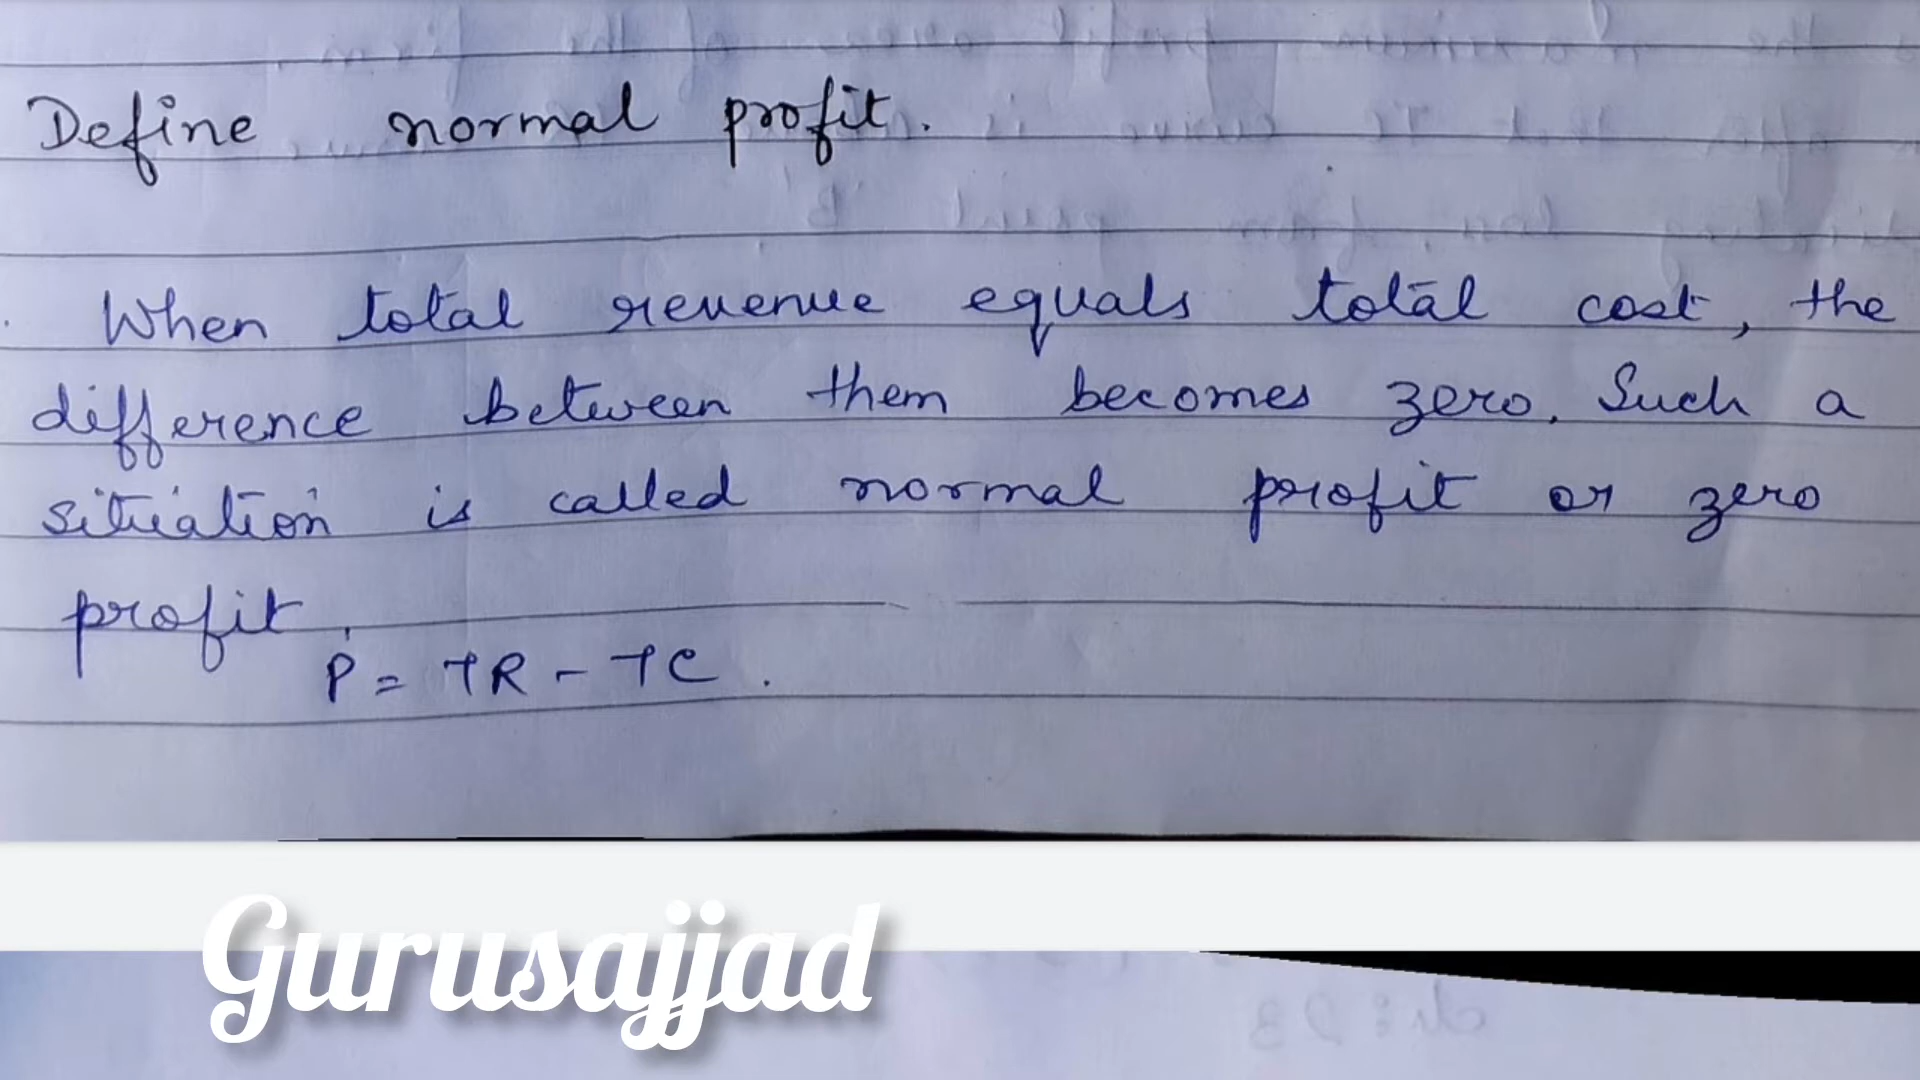 Define normal profit.
When total revenue equals total cost, the
difference between them becomes zero. Such a
situation is called normal profit or zero
profit.
P = TR - TC.
Gurusajjad